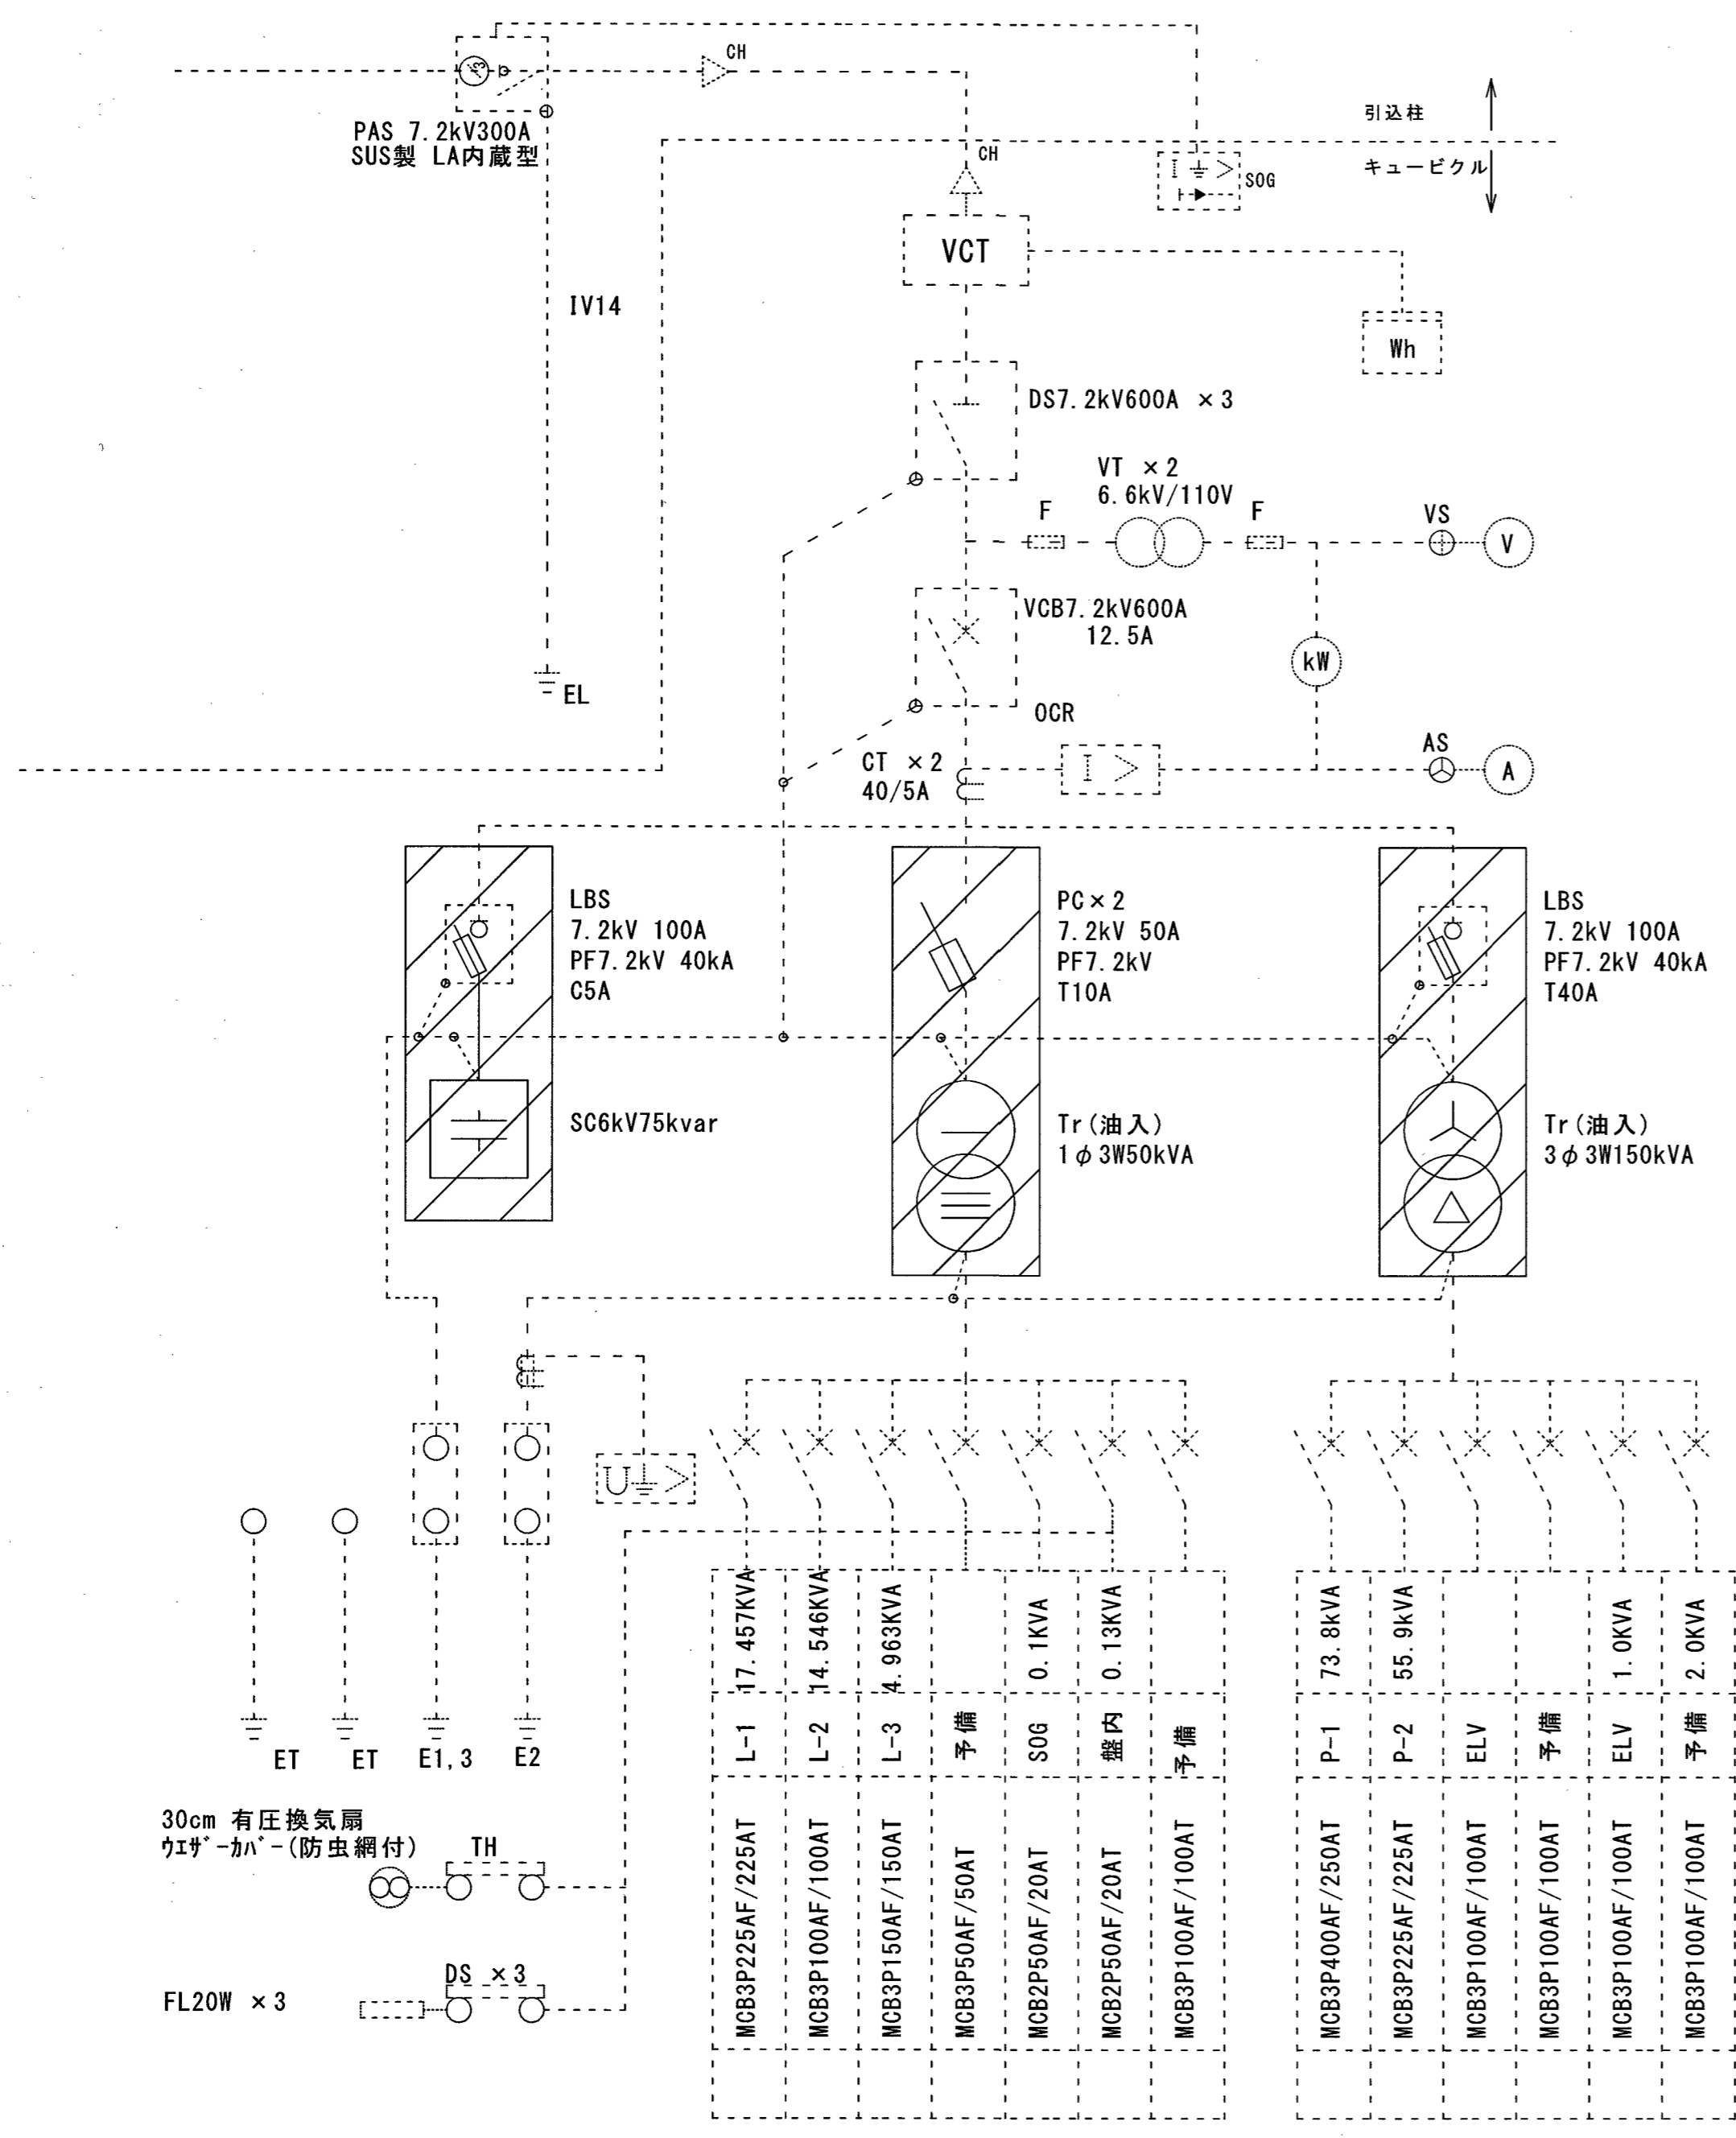 CH
PAS 7.2kV300A
SUS製 LA内蔵型
引込柱
キュービクル
CH
I
SOG
VCT
IV14
Wh
DS7.2kV600A ×3
VT ×2
6.6kV/110V
F
F
VS
V
VCB7.2kV600A
12.5A
kW
EL
OCR
CT ×2
40/5A
I
AS
A
LBS
7.2kV 100A
PF7.2kV 40kA
C5A
PC×2
7.2kV 50A
PF7.2kV
T10A
LBS
7.2kV 100A
PF7.2kV 40kA
T40A
SC6kV75kvar
Tr(油入)
1φ3W50kVA
Tr(油入)
3φ3W150kVA
U
17.457KVA
14.546KVA
4.963KVA
0.1KVA
0.13KVA
73.8kVA
55.9kVA
1.0KVA
2.0KVA
L-1
L-2
L-3
予備
SOG
盤内
予備
P-1
P-2
ELV
予備
ELV
予備
ET
ET
E1,3
E2
30cm 有圧換気扇
ウエザーカバー(防虫網付)
TH
MCB3P225AF/225AT
MCB3P100AF/100AT
MCB3P150AF/150AT
MCB3P50AF/50AT
MCB2P50AF/20AT
MCB2P50AF/20AT
MCB3P100AF/100AT
MCB3P400AF/250AT
MCB3P225AF/225AT
MCB3P100AF/100AT
MCB3P100AF/100AT
MCB3P100AF/100AT
MCB3P100AF/100AT
DS ×3
FL20W ×3